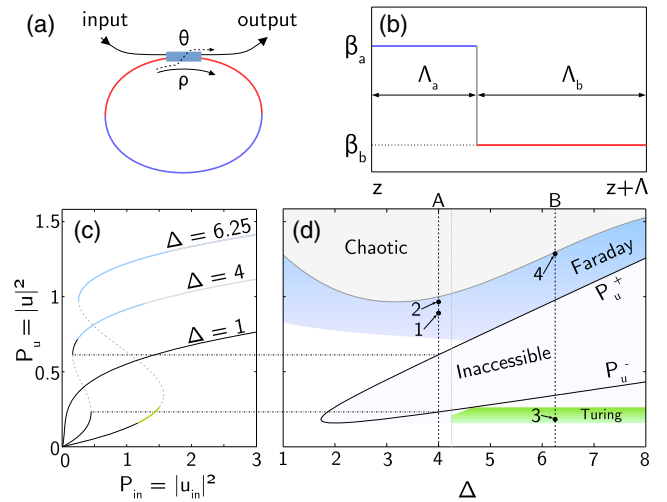 (a)
input
θ
output
ρ
(b)
βₐ
Λₐ
Λ_b
β_b
z
z+Λ
(c)
1.5
1
0.5
0
0
1
2
3
Δ = 6.25
Δ = 4
Δ = 1
P_u = |u|²
P_in = |u_in|²
(d)
A
B
Chaotic
Faraday
Inaccessible
Turing
P_u⁺
P_u⁻
1
2
3
4
1
2
3
4
5
6
7
8
Δ